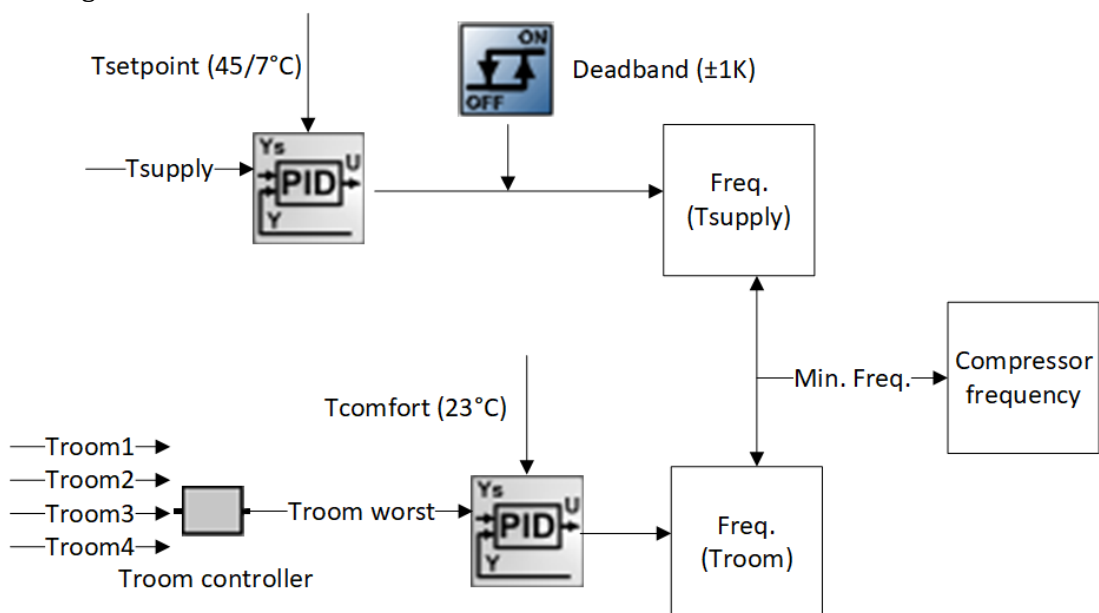 Tsetpoint (45/7°C)
ON
OFF
Deadband (±1K)
Tsupply
Ys
U
PID
Y
Freq.
(Tsupply)
Min. Freq.
Compressor
frequency
Tcomfort (23°C)
Troom1
Troom2
Troom3
Troom4
Troom controller
Troom worst
Ys
U
PID
Y
Freq.
(Troom)